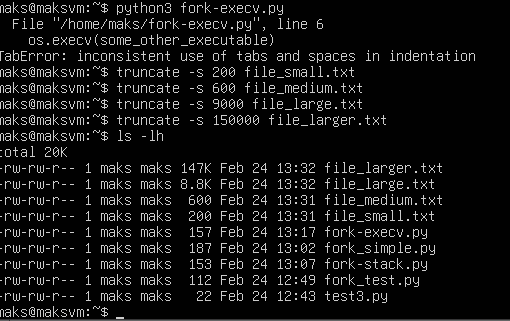 maks@maksvm:~$ python3 fork-execv.py
  File "/home/maks/fork-execv.py", line 6
    os.execv(some_other_executable)
TabError: inconsistent use of tabs and spaces in indentation
maks@maksvm:~$ truncate -s 200 file_small.txt
maks@maksvm:~$ truncate -s 600 file_medium.txt
maks@maksvm:~$ truncate -s 9000 file_large.txt
maks@maksvm:~$ truncate -s 150000 file_larger.txt
maks@maksvm:~$ ls -lh
total 20K
-rw-rw-r-- 1 maks maks 147K Feb 24 13:32 file_larger.txt
-rw-rw-r-- 1 maks maks 8.8K Feb 24 13:32 file_large.txt
-rw-rw-r-- 1 maks maks  600 Feb 24 13:31 file_medium.txt
-rw-rw-r-- 1 maks maks  200 Feb 24 13:31 file_small.txt
-rw-rw-r-- 1 maks maks  157 Feb 24 13:17 fork-execv.py
-rw-rw-r-- 1 maks maks  187 Feb 24 13:02 fork_simple.py
-rw-rw-r-- 1 maks maks  153 Feb 24 13:07 fork-stack.py
-rw-rw-r-- 1 maks maks  112 Feb 24 12:49 fork_test.py
-rw-rw-r-- 1 maks maks   22 Feb 24 12:43 test3.py
maks@maksvm:~$ _